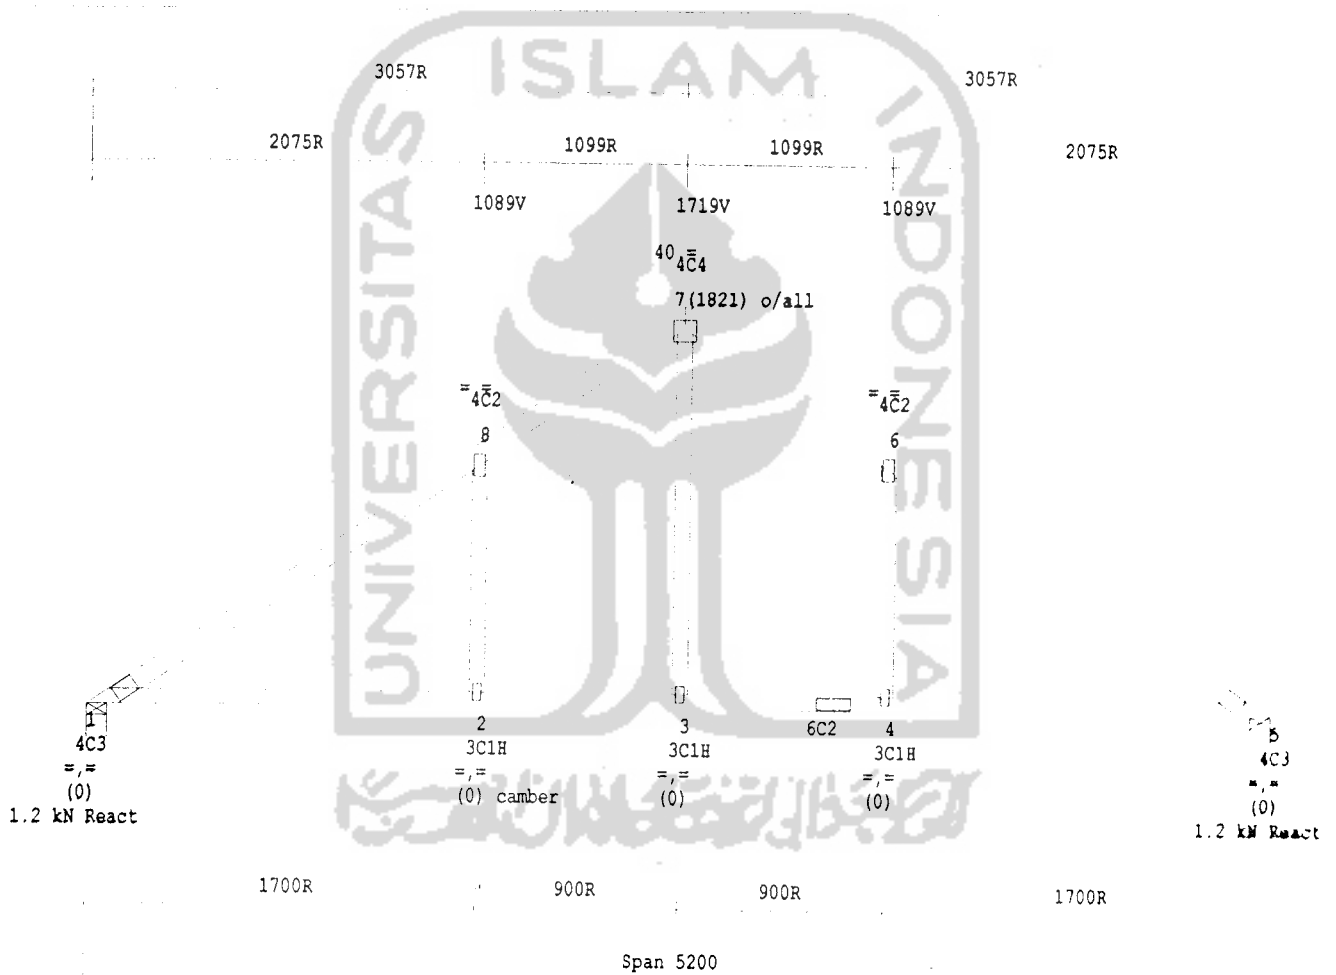 ISLAM
UNIVERSITAS
INDONESIA
3057R 3057R
2075R 1099R 1099R 2075R
1089V 1719V 1089V
40 4C4
7(1821) o/all
= 4C2 = 4C2
8 6
1 2 3 6C2 4 5
4C3 3C1H 3C1H 3C1H 4C3
=,= =,= =,= =,= =,=
(0) (0) camber (0) (0) (0)
1.2 kN React 1.2 kN React
1700R 900R 900R 1700R
Span 5200